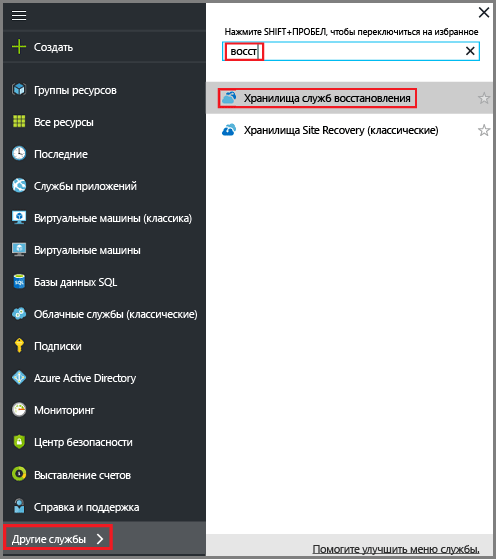 Создать
Группы ресурсов
Все ресурсы
Последние
Службы приложений
Виртуальные машины (классика)
Виртуальные машины
Базы данных SQL
Облачные службы (классические)
Подписки
Azure Active Directory
Мониторинг
Центр безопасности
Выставление счетов
Справка и поддержка
Другие службы
Нажмите SHIFT+ПРОБЕЛ, чтобы переключиться на избранное
восст
Хранилища служб восстановления
Хранилища Site Recovery (классические)
Помогите улучшить меню службы.